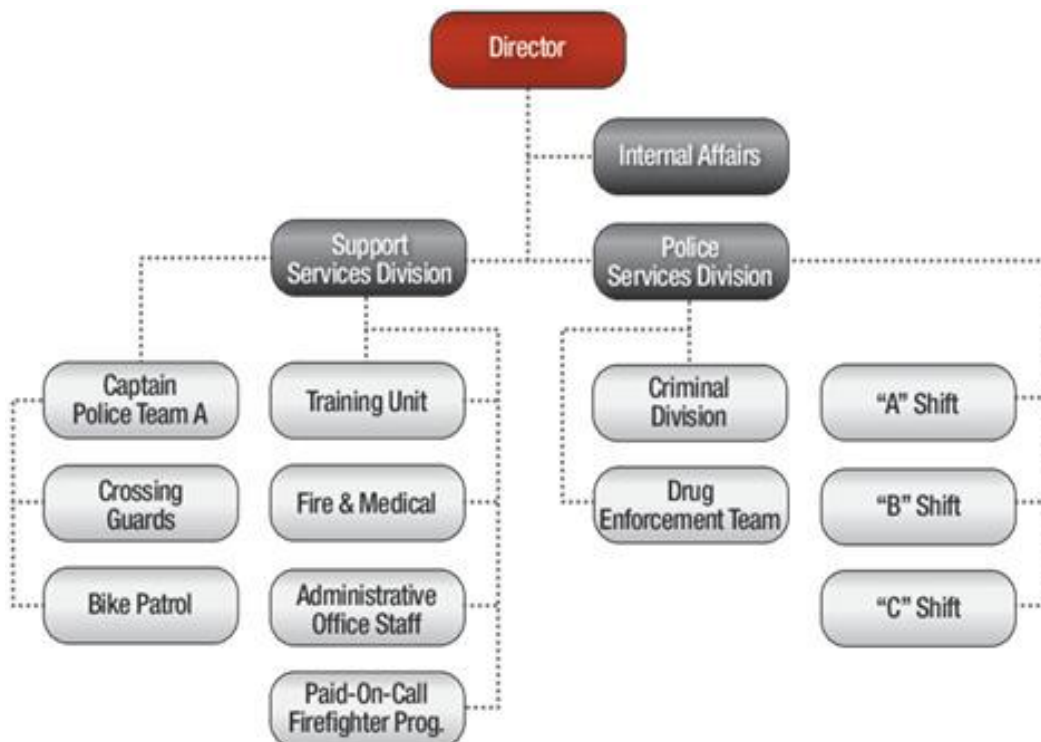 Director
Internal Affairs
Support
Services Division
Police
Services Division
Captain
Police Team A
Training Unit
Criminal
Division
“A” Shift
Crossing
Guards
Fire & Medical
Drug
Enforcement Team
“B” Shift
Bike Patrol
Administrative
Office Staff
“C” Shift
Paid-On-Call
Firefighter Prog.